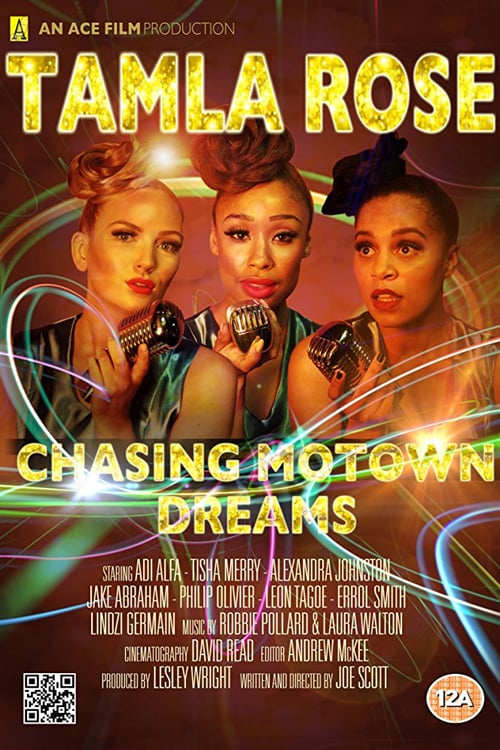 A AN ACE FILM PRODUCTION
TAMLA ROSE
CHASING MOTOWN
DREAMS
STARRING ADI ALFA - TISHA MERRY - ALEXANDRA JOHNSTON
JAKE ABRAHAM - PHILIP OLIVIER - LEON TAGOE - ERROL SMITH
LINDZI GERMAIN MUSIC BY ROBBIE POLLARD & LAURA WALTON
CINEMATOGRAPHY DAVID READ EDITOR ANDREW McKEE
PRODUCED BY LESLEY WRIGHT WRITTEN AND DIRECTED BY JOE SCOTT
12A